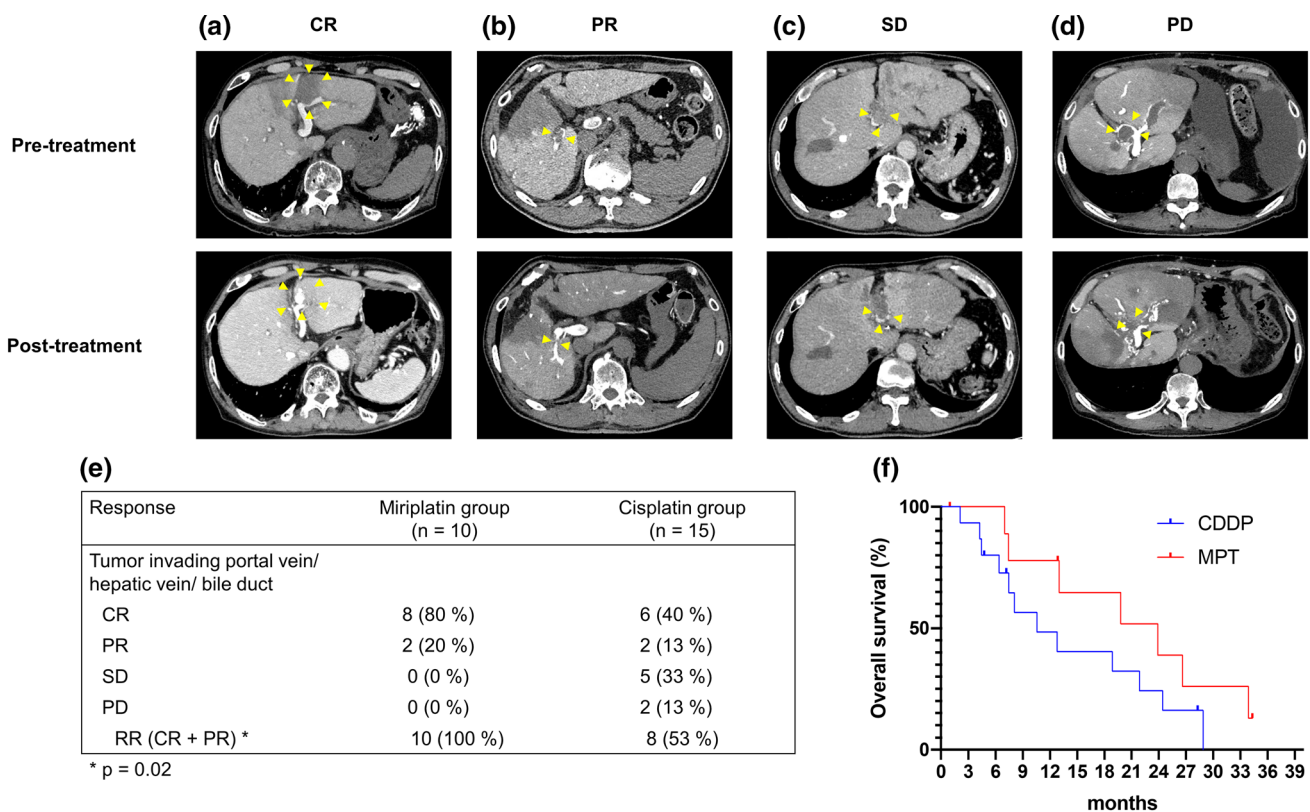 (a) CR (b) PR (c) SD (d) PD
Pre-treatment
Post-treatment
(e)
Response Miriplatin group Cisplatin group
(n = 10) (n = 15)
Tumor invading portal vein/
hepatic vein/ bile duct
CR 8 (80 %) 6 (40 %)
PR 2 (20 %) 2 (13 %)
SD 0 (0 %) 5 (33 %)
PD 0 (0 %) 2 (13 %)
RR (CR + PR) * 10 (100 %) 8 (53 %)
* p = 0.02
(f)
Overall survival (%)
100
50
0
CDDP
MPT
0 3 6 9 12 15 18 21 24 27 30 33 36 39
months